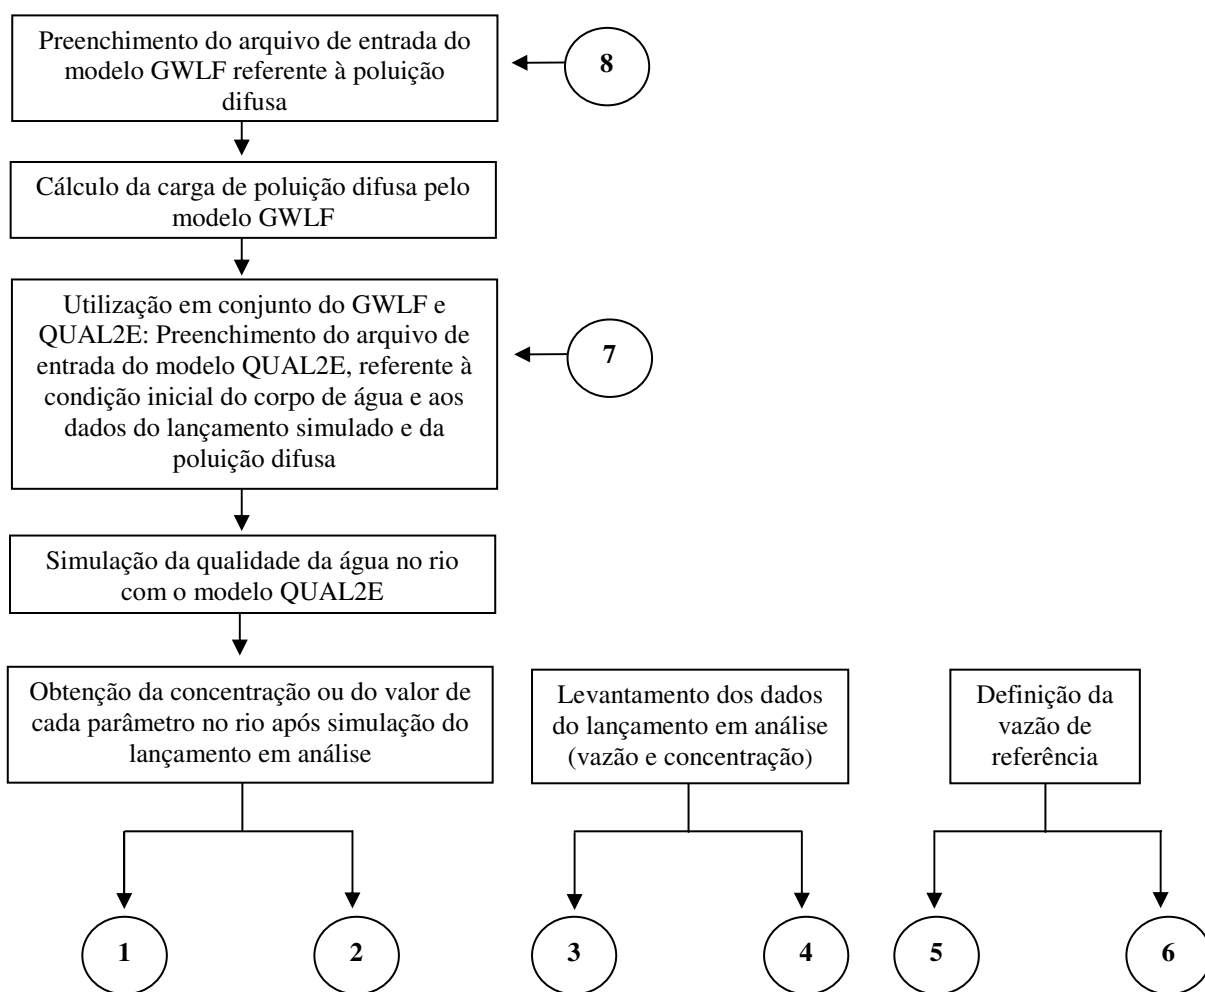 Preenchimento do arquivo de entrada do
modelo GWLF referente à poluição
difusa
8
Cálculo da carga de poluição difusa pelo
modelo GWLF
Utilização em conjunto do GWLF e
QUAL2E: Preenchimento do arquivo de
entrada do modelo QUAL2E, referente à
condição inicial do corpo de água e aos
dados do lançamento simulado e da
poluição difusa
7
Simulação da qualidade da água no rio
com o modelo QUAL2E
Obtenção da concentração ou do valor de
cada parâmetro no rio após simulação do
lançamento em análise
Levantamento dos dados
do lançamento em análise
(vazão e concentração)
Definição da
vazão de
referência
1
2
3
4
5
6